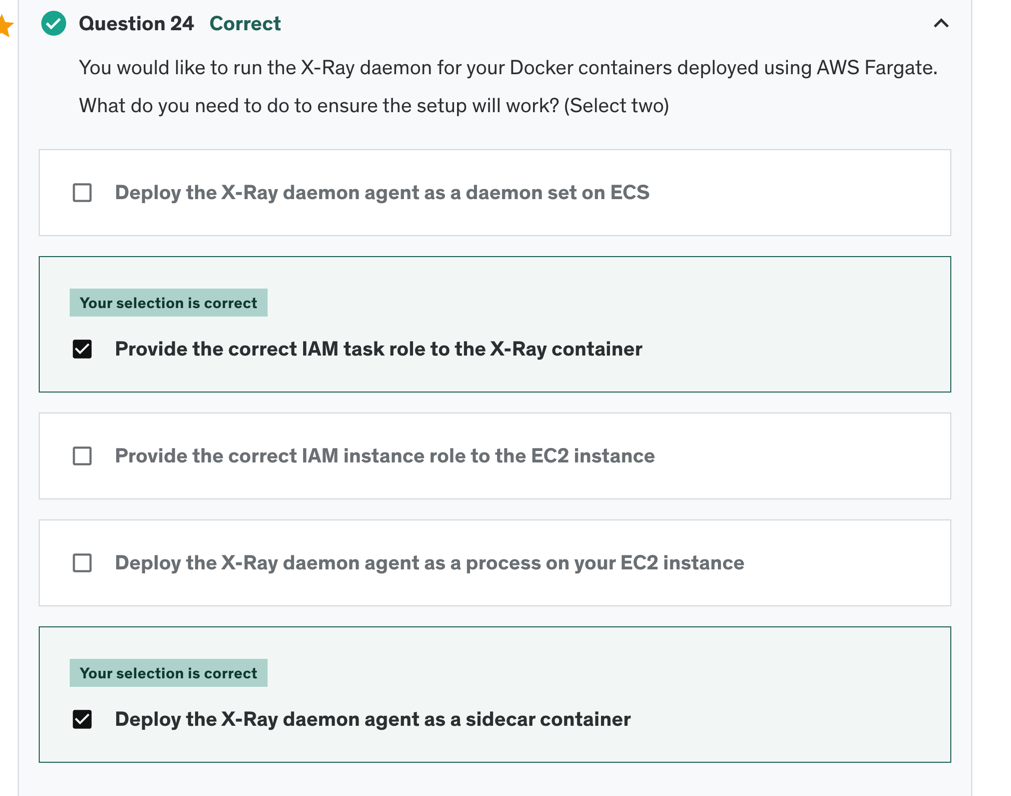 Question 24 Correct
You would like to run the X-Ray daemon for your Docker containers deployed using AWS Fargate.
What do you need to do to ensure the setup will work? (Select two)
Deploy the X-Ray daemon agent as a daemon set on ECS
Your selection is correct
Provide the correct IAM task role to the X-Ray container
Provide the correct IAM instance role to the EC2 instance
Deploy the X-Ray daemon agent as a process on your EC2 instance
Your selection is correct
Deploy the X-Ray daemon agent as a sidecar container